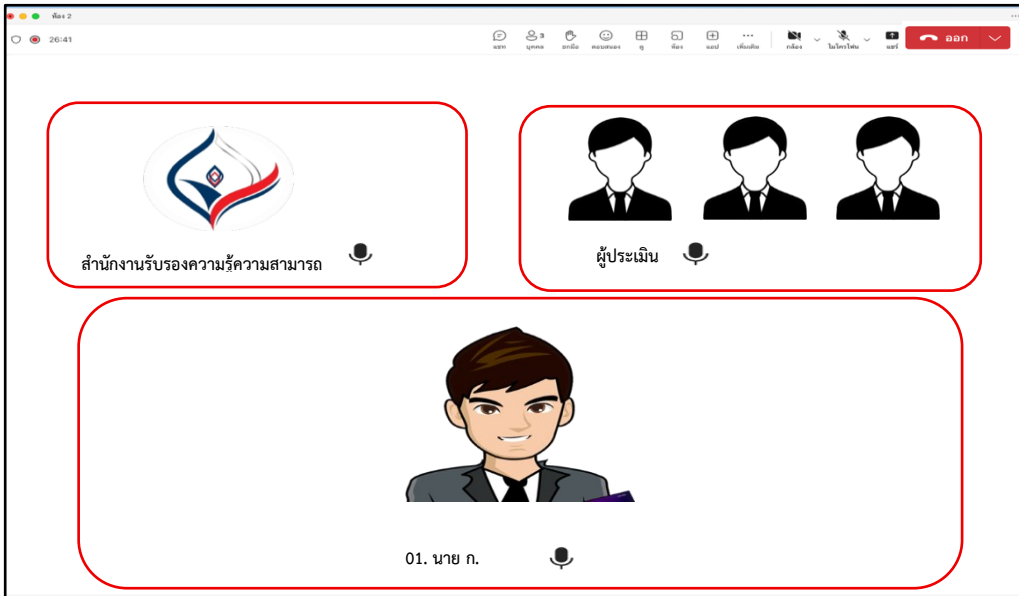 ห้อง 2
26:41
แชท
บุคคล 3
ยกมือ
ตอบสนอง
ดู
ห้อง
แอป
เพิ่มเติม
กล้อง
ไมโครโฟน
แชร์
ออก
สำนักงานรับรองความรู้ความสามารถ
ผู้ประเมิน
01. นาย ก.